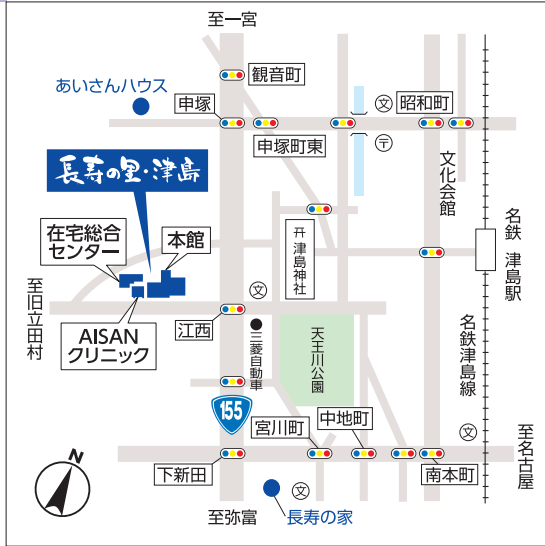 至一宮
観音町
あいさんハウス
申塚
文
昭和町
申塚町東
〒
文化会館
長寿の里・津島
在宅総合
センター
本館
津島神社
名鉄 津島駅
至旧立田村
文
江西
AISAN
クリニック
三菱自動車
天王川公園
名鉄津島線
155
宮川町
中地町
文
至名古屋
下新田
南本町
N
文
至弥富
長寿の家